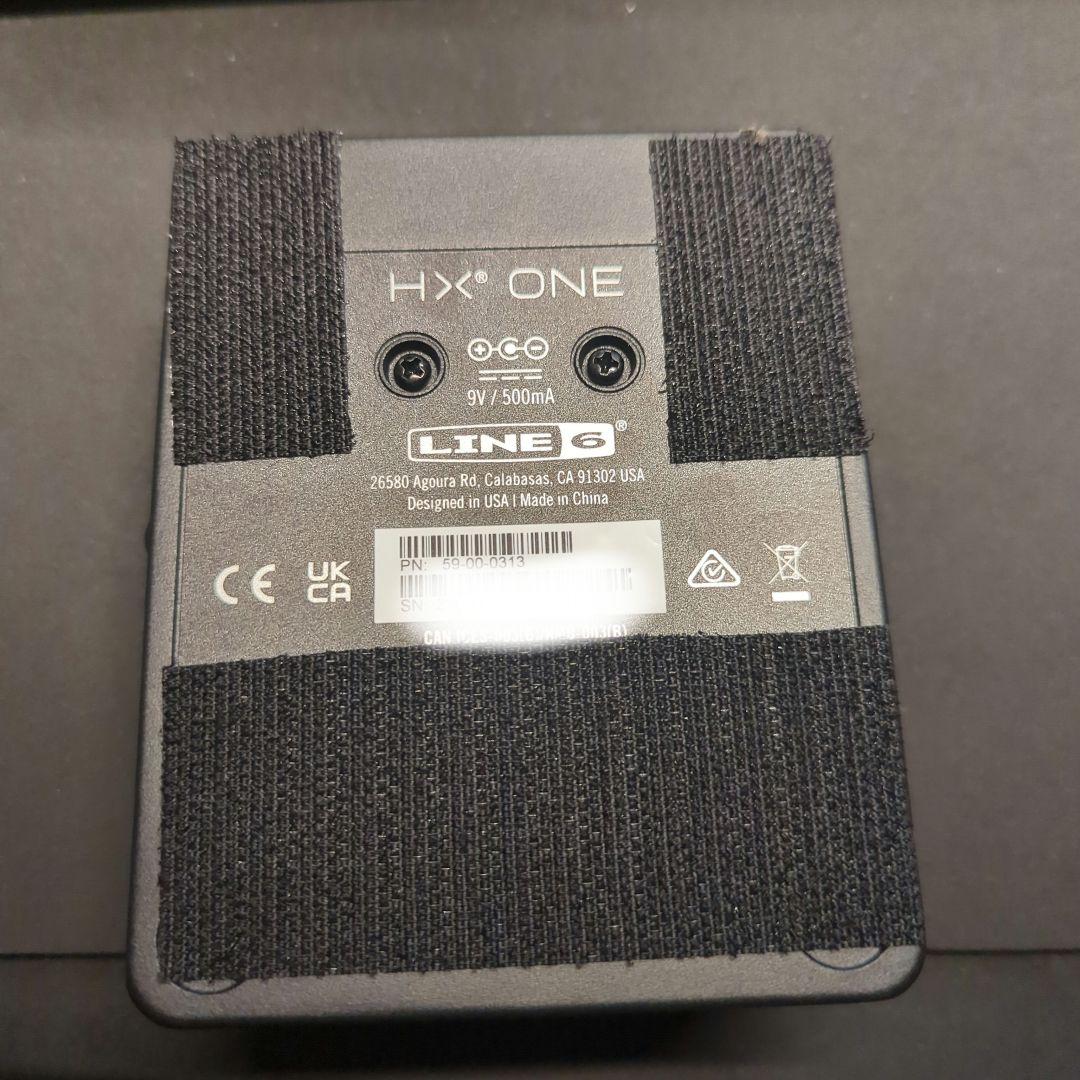 HX® ONE
9V / 500mA
LINE 6®
26580 Agoura Rd, Calabasas, CA 91302 USA
Designed in USA | Made in China
PN: 59-00-0313
SN
CE
UK
CA
CAN